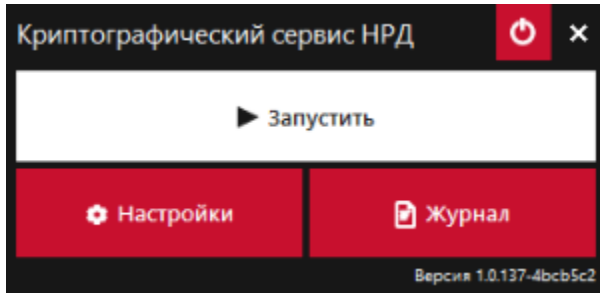 Криптографический сервис НРД
Запустить
Настройки
Журнал
Версия 1.0.137-4bcb5c2